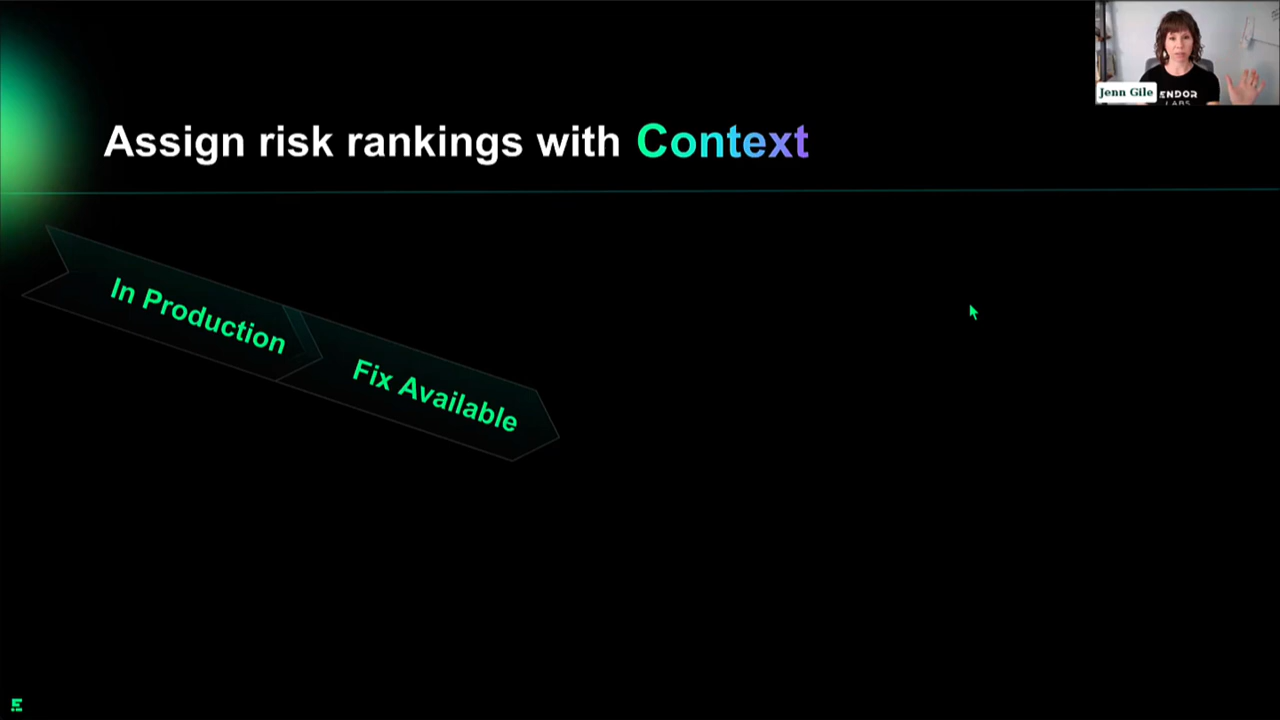 Jenn Gile
ENDOR
LABS
Assign risk rankings with Context
In Production
Fix Available